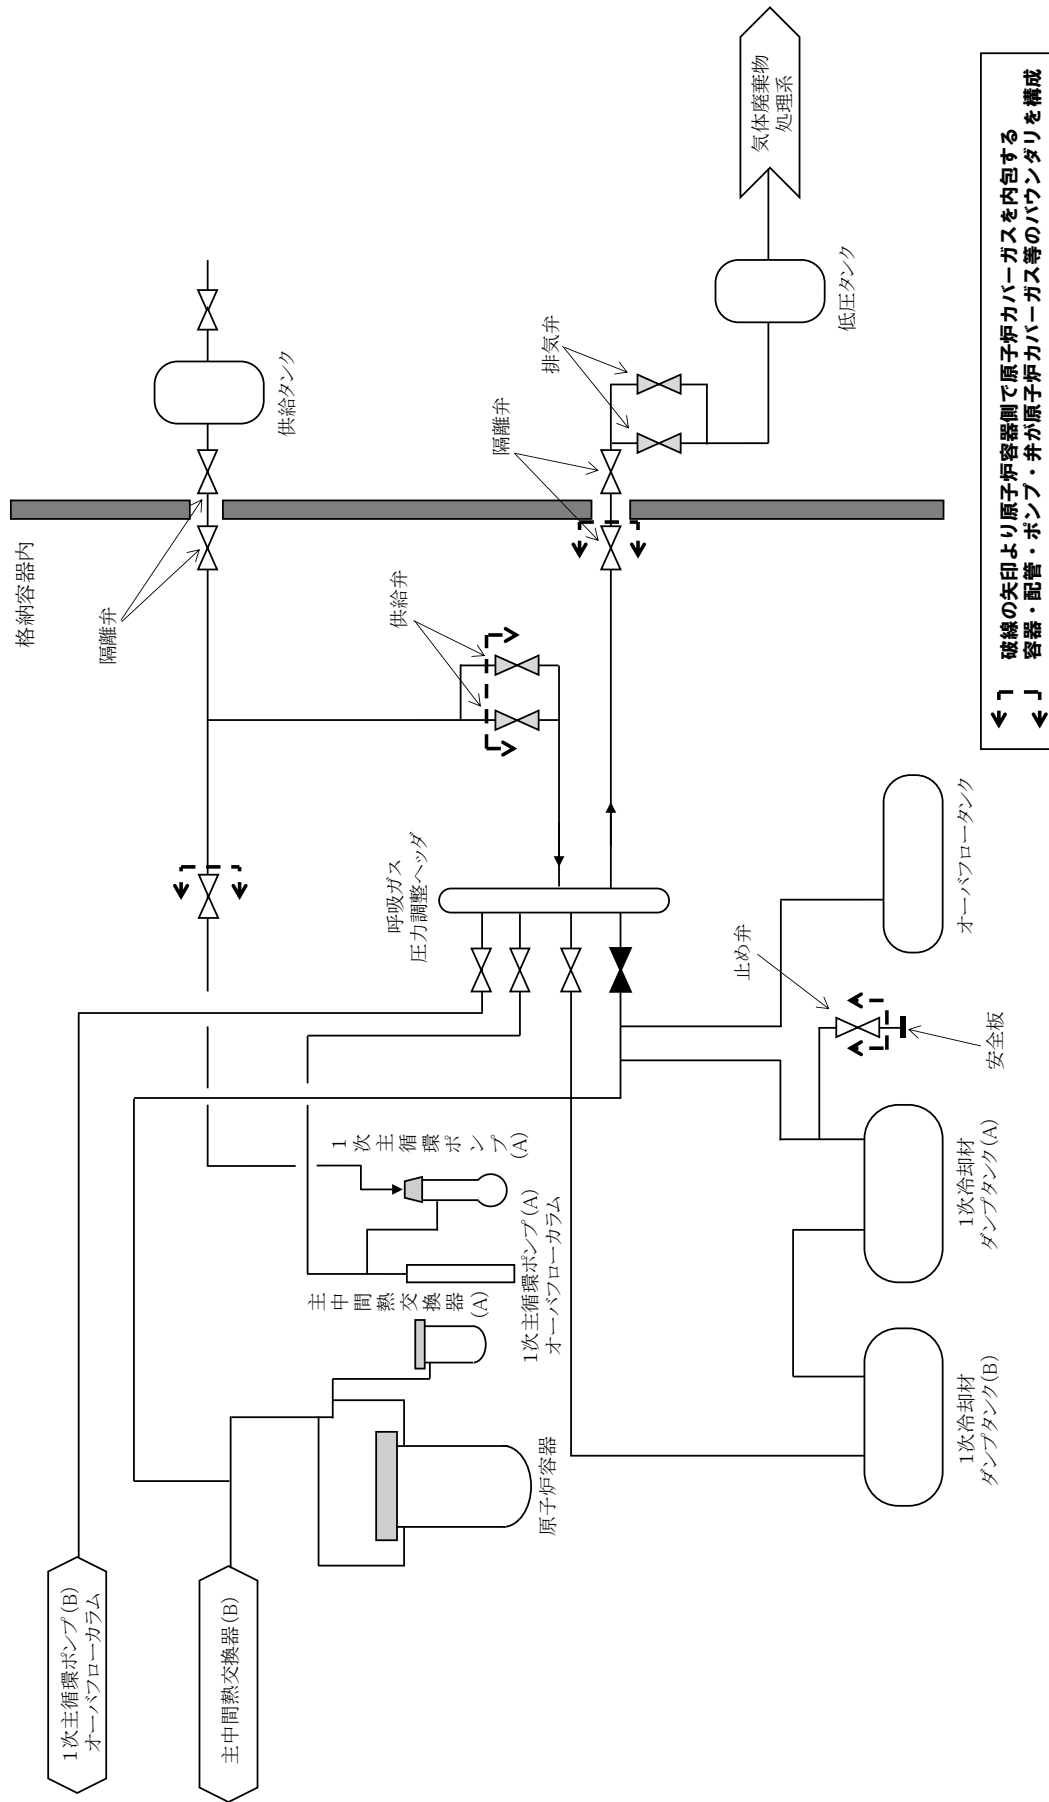 1次主循環ポンプ(B)
オーバフローカラム
主中間熱交換器(B)
原子炉容器
主中間熱交換器(A)
1次主循環ポンプ(A)
オーバフローカラム
1次主循環ポンプ(A)
1次冷却材
ダンプタンク(B)
1次冷却材
ダンプタンク(A)
安全板
止め弁
オーバフロータンク
呼吸ガス
圧力調整ヘッダ
供給弁
隔離弁
格納容器内
供給タンク
隔離弁
排気弁
低圧タンク
気体廃棄物
処理系
破線の矢印より原子炉容器側で原子炉カバーガスを内包する
容器・配管・ポンプ・弁が原子炉カバーガス等のバウンダリを構成